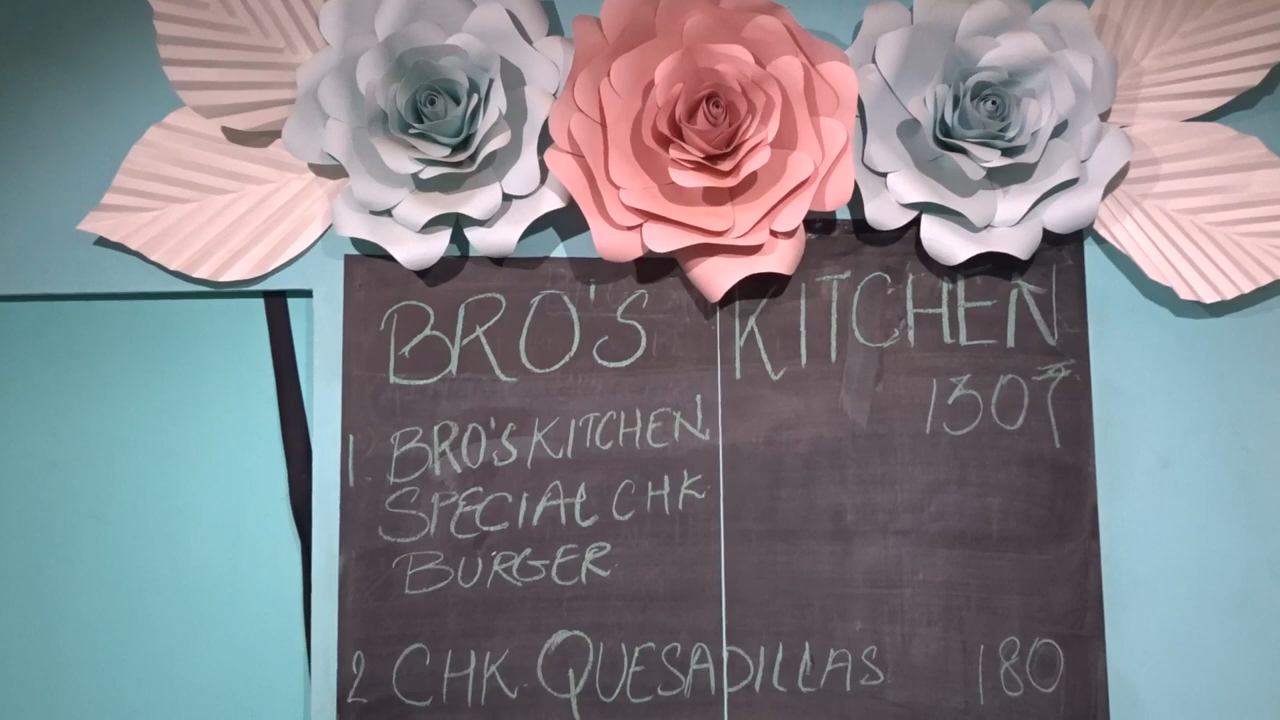 BRO'S KITCHEN
1. BRO'S KITCHEN 130₹
SPECIAL CHK
BURGER
2 CHK QUESADILLAS 180